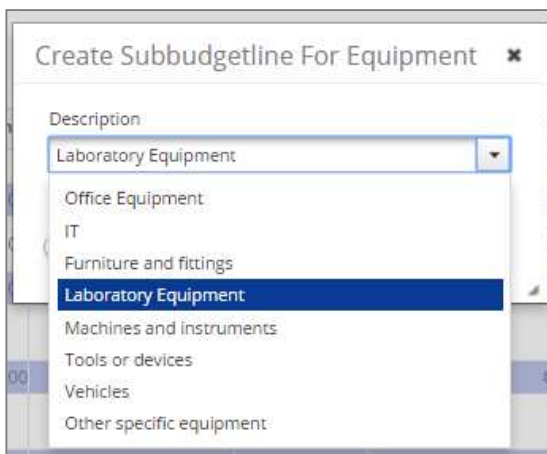 Create Subbudgetline For Equipment ✖
Description
Laboratory Equipment
Office Equipment
IT
Furniture and fittings
Laboratory Equipment
Machines and instruments
Tools or devices
Vehicles
Other specific equipment
00